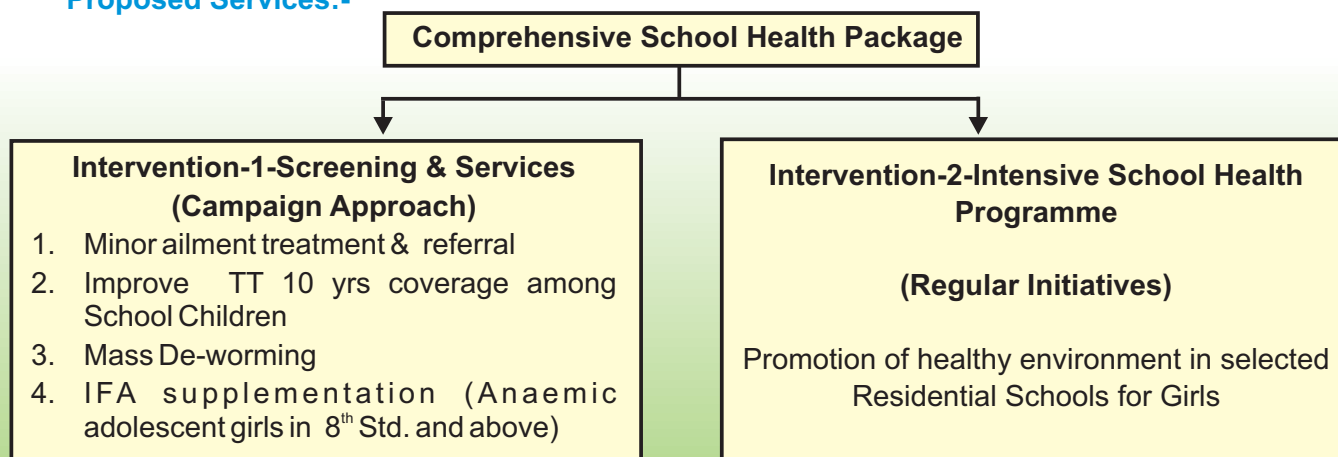 Proposed Services:-
Comprehensive School Health Package
Intervention-1-Screening & Services
(Campaign Approach)
1. Minor ailment treatment & referral
2. Improve TT 10 yrs coverage among
School Children
3. Mass De-worming
4. IFA supplementation (Anaemic
adolescent girls in 8th Std. and above)
Intervention-2-Intensive School Health
Programme
(Regular Initiatives)
Promotion of healthy environment in selected
Residential Schools for Girls